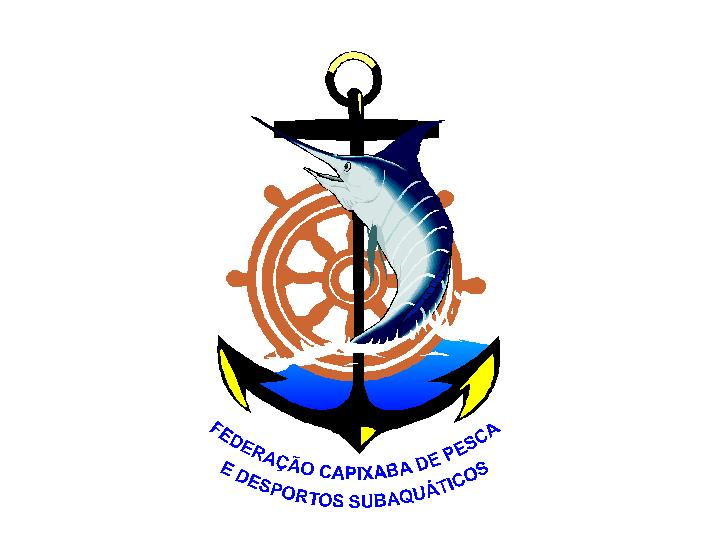 FEDERAÇÃO CAPIXABA DE PESCA
E DESPORTOS SUBAQUÁTICOS